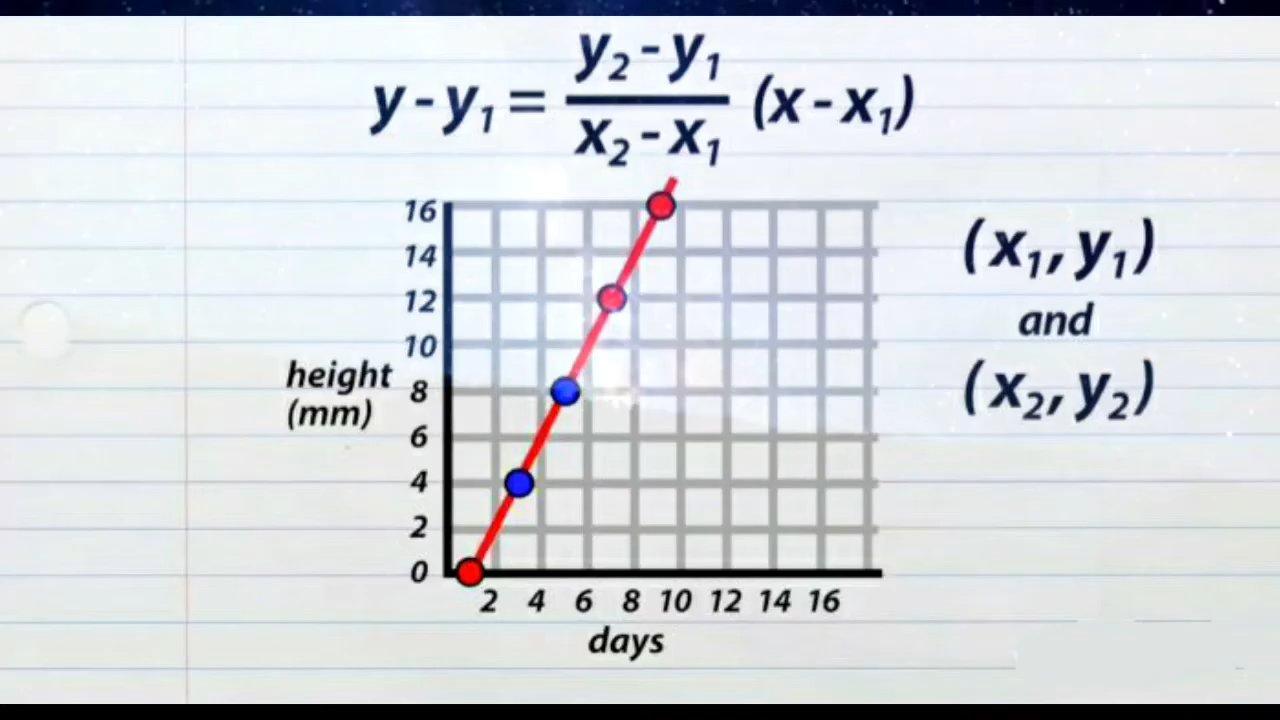 y - y₁ = y₂ - y₁ / x₂ - x₁ (x - x₁)
16
14
12
10
8
6
4
2
0
height
(mm)
2 4 6 8 10 12 14 16
days
(x₁, y₁)
and
(x₂, y₂)